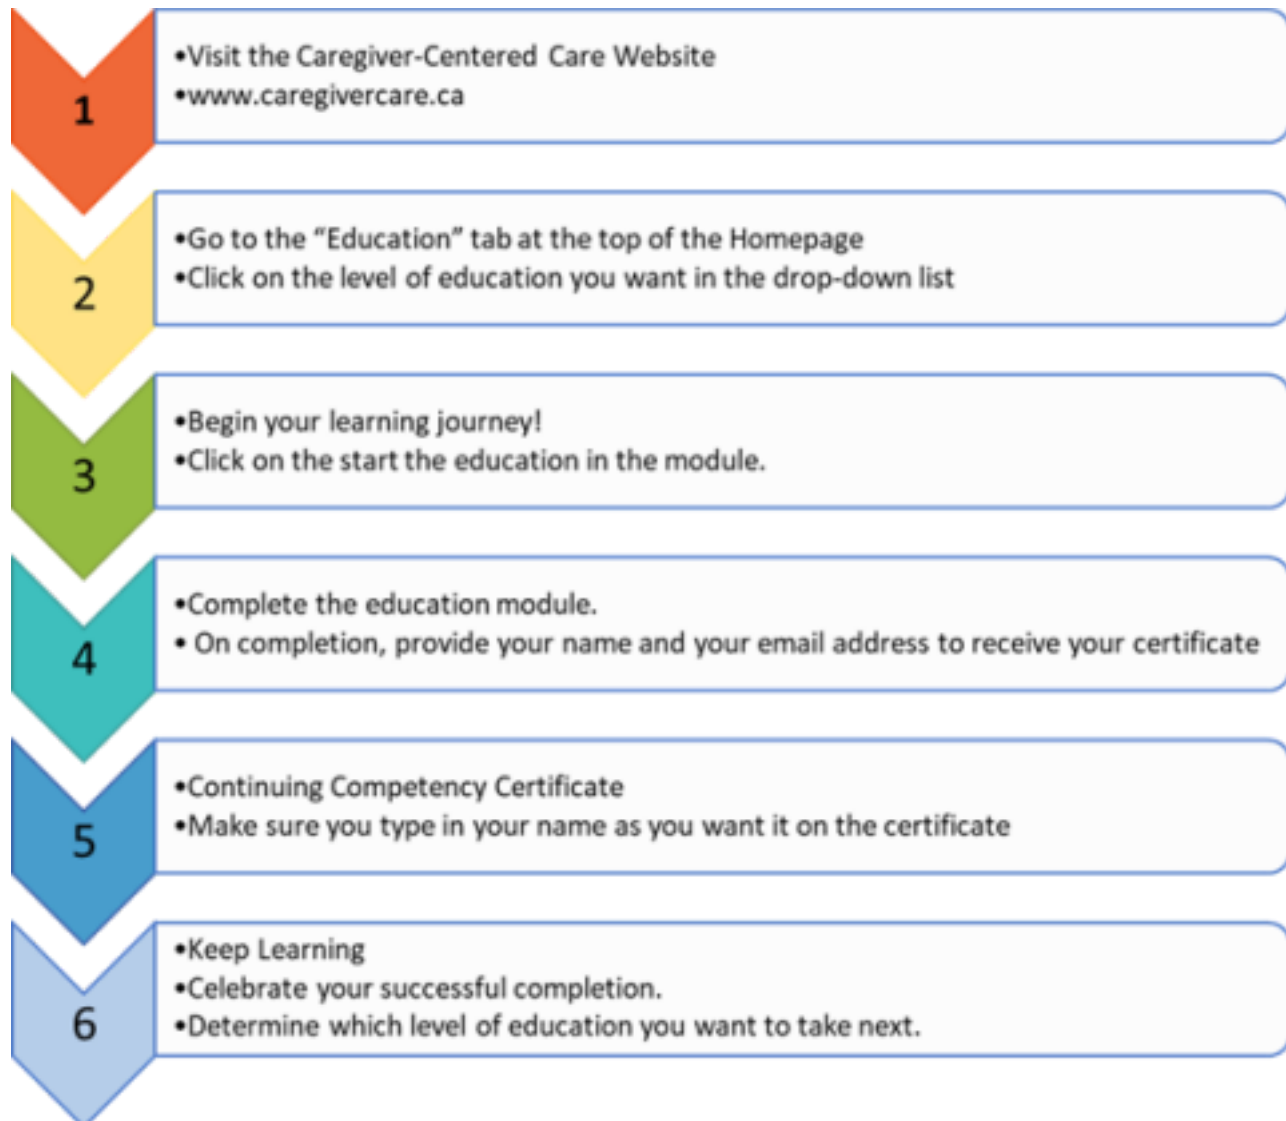 1
•Visit the Caregiver-Centered Care Website
•www.caregivercare.ca
2
•Go to the “Education” tab at the top of the Homepage
•Click on the level of education you want in the drop-down list
3
•Begin your learning journey!
•Click on the start the education in the module.
4
•Complete the education module.
• On completion, provide your name and your email address to receive your certificate
5
•Continuing Competency Certificate
•Make sure you type in your name as you want it on the certificate
6
•Keep Learning
•Celebrate your successful completion.
•Determine which level of education you want to take next.